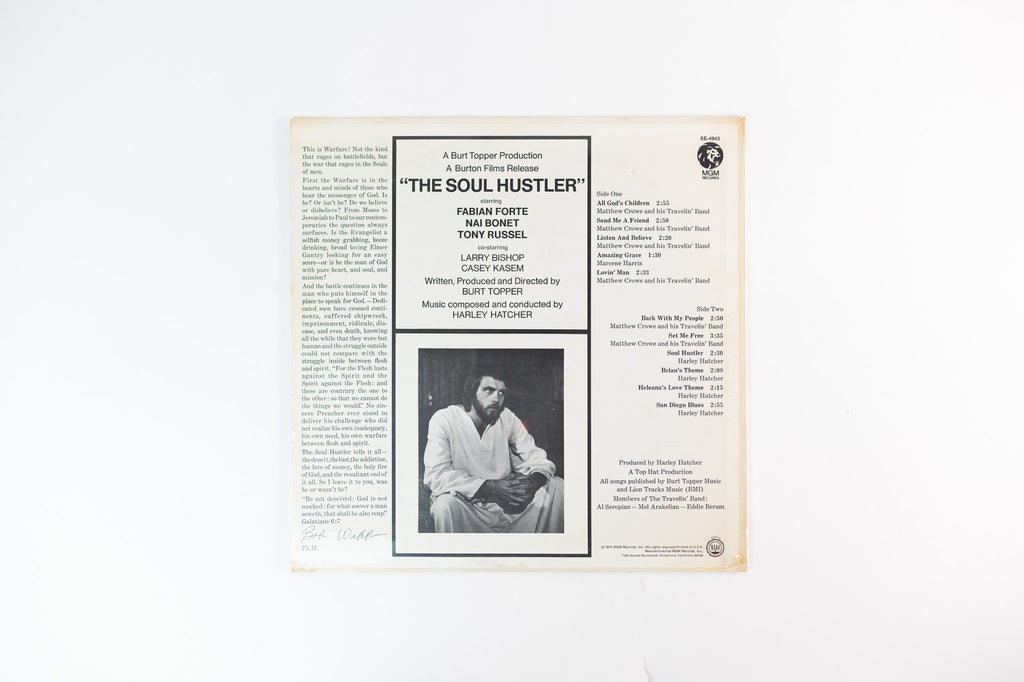 This is Warfare! Not the kind
that rages on battlefields, but
the war that rages in the Souls
of men.
First the Warfare is in the
hearts and minds of those who
hear the messenger of God. Is
he? Or isn't he? Do we believe
or disbelieve? From Moses to
Jeremiah to Paul to our contem-
poraries the question always
surfaces. Is the Evangelist a
selfish money grabbing, booze
drinking, broad loving Elmer
Gantry looking for an easy
score—or is he the man of God
with pure heart, and soul, and
mission?
And the battle continues in the
man who puts himself in the
place to speak for God. — Dedi-
cated men have crossed conti-
nents, suffered shipwreck,
imprisonment, ridicule, dis-
ease, and even death, knowing
all the while that they were but
human and the struggle outside
could not compare with the
struggle inside between flesh
and spirit. "For the Flesh lusts
against the Spirit and the
Spirit against the Flesh: and
these are contrary the one to
the other: so that we cannot do
the things we would." No sin-
cere Preacher ever stood to
deliver his challenge who did
not realize his own inadequacy,
his own need, his own warfare
between flesh and spirit.
The Soul Hustler tells it all—
the deceit, the lust, the addiction,
the love of money, the holy fire
of God, and the resultant end of
it all. So I leave it to you, was
he or wasn't he?
"Be not deceived: God is not
mocked: for what soever a man
soweth, that shall he also reap."
Galatians 6:7
Th.M.
A Burt Topper Production
A Burton Films Release
"THE SOUL HUSTLER"
starring
FABIAN FORTE
NAI BONET
TONY RUSSEL
co-starring
LARRY BISHOP
CASEY KASEM
Written, Produced and Directed by
BURT TOPPER
Music composed and conducted by
HARLEY HATCHER
SE-4943
MGM
RECORDS
Side One
All God's Children 2:55
Matthew Crowe and his Travelin' Band
Send Me A Friend 2:50
Matthew Crowe and his Travelin' Band
Listen And Believe 2:20
Matthew Crowe and his Travelin' Band
Amazing Grace 1:30
Marcene Harris
Lovin' Man 2:33
Matthew Crowe and his Travelin' Band
Side Two
Back With My People 2:50
Matthew Crowe and his Travelin' Band
Set Me Free 3:35
Matthew Crowe and his Travelin' Band
Soul Hustler 2:30
Harley Hatcher
Brian's Theme 2:08
Harley Hatcher
Heleana's Love Theme 2:15
Harley Hatcher
San Diego Blues 2:55
Harley Hatcher
Produced by Harley Hatcher
A Top Hat Production
All songs published by Burt Topper Music
and Lion Tracks Music (BMI)
Members of The Travelin' Band:
Al Seropian — Mel Arakelian — Eddie Beram
MGM Records, Inc., (All rights reserved) Printed in U.S.A.
Manufactured by MGM Records, Inc.,
7165 Sunset Boulevard, Hollywood, California 90046